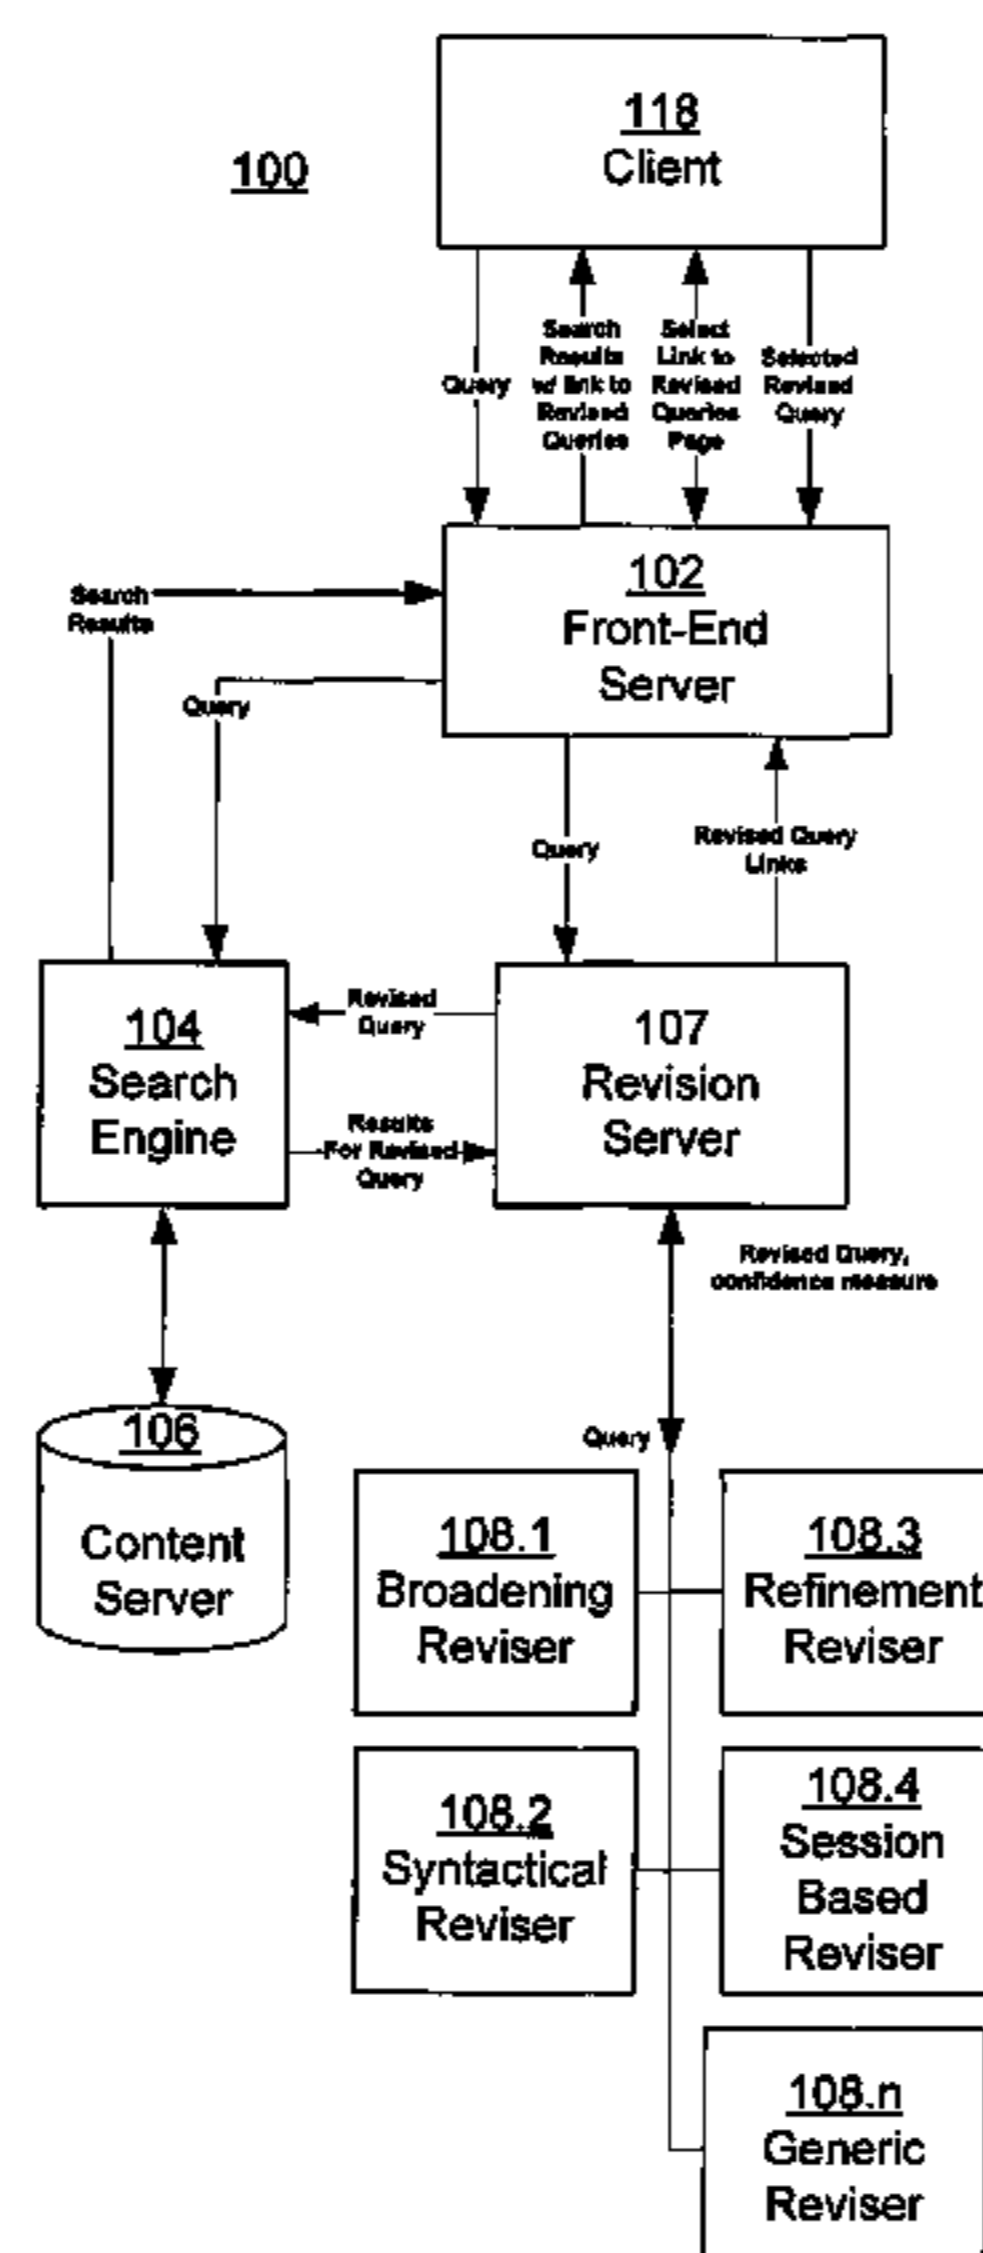 118
Client
100
Query
Search
Results
w/ link to
Revised
Queries
Select
Link to
Revised
Queries
Page
Selected
Revised
Query
102
Front-End
Server
Search
Results
Query
Query
Revised Query
Links
104
Search
Engine
Revised
Query
Results
For Revised
Query
107
Revision
Server
Revised Query,
confidence measure
106
Content
Server
Query
108.1
Broadening
Reviser
108.3
Refinement
Reviser
108.2
Syntactical
Reviser
108.4
Session
Based
Reviser
108.n
Generic
Reviser